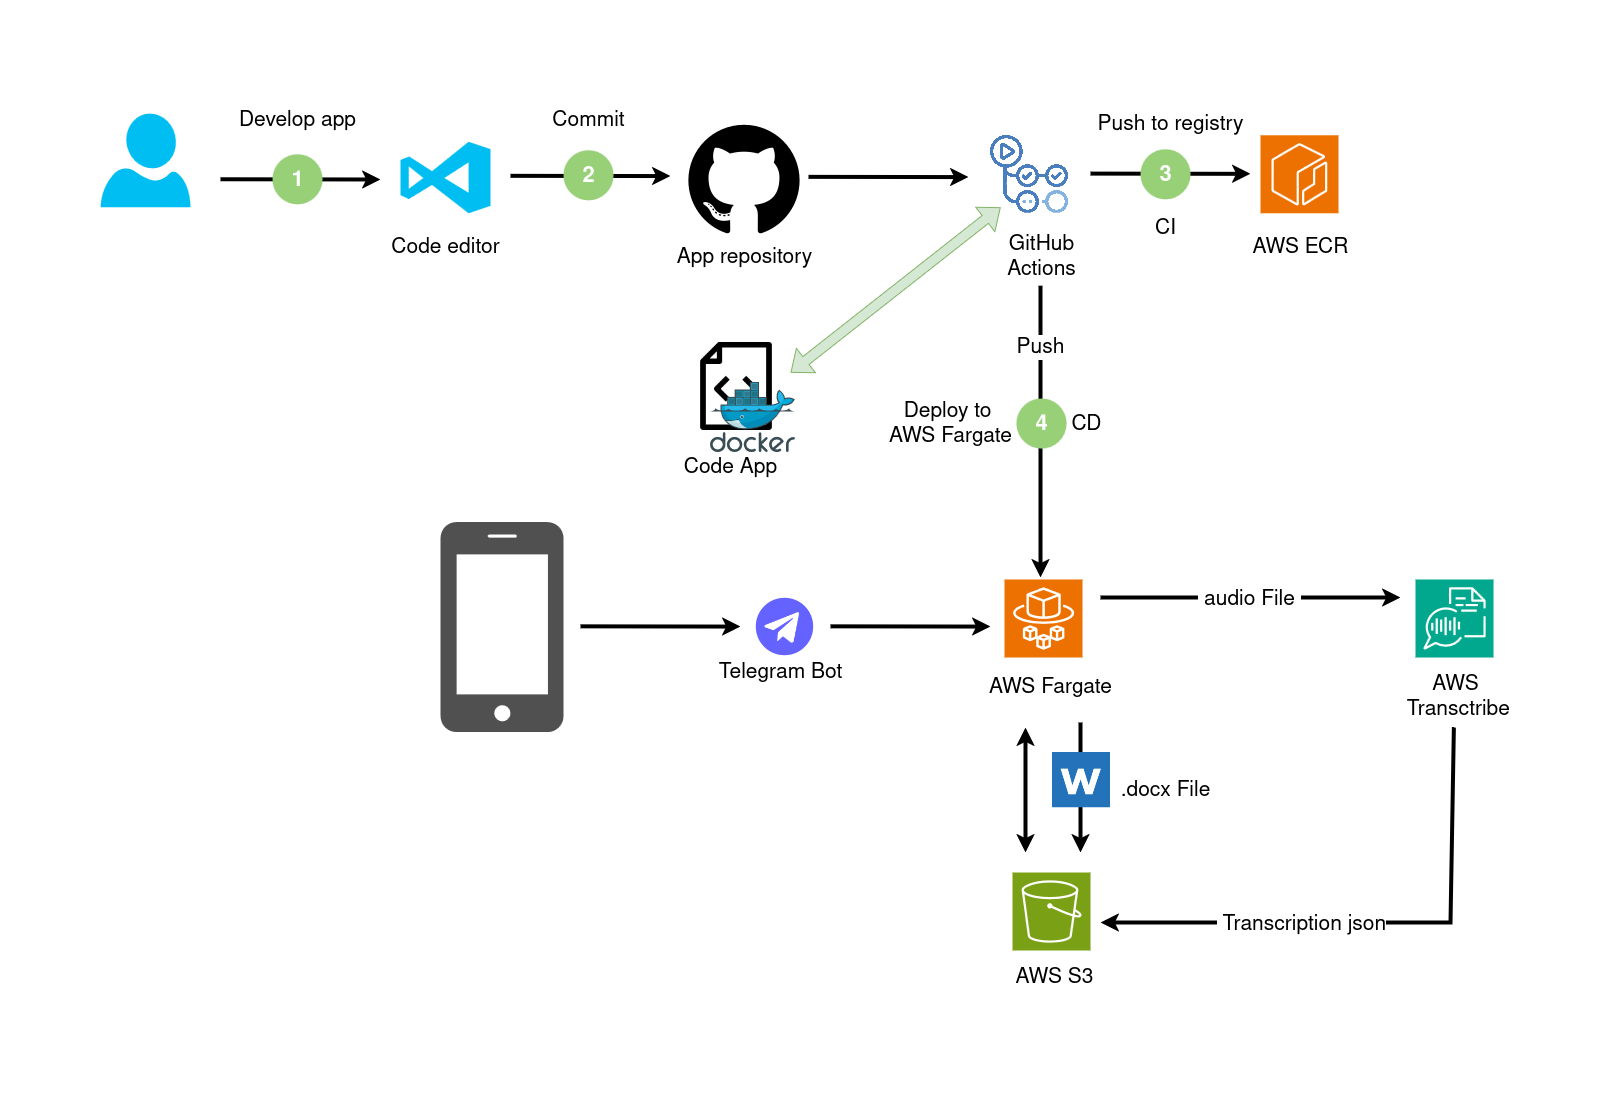 Develop app
1
Code editor
Commit
2
App repository
GitHub
Actions
Push to registry
3
CI
AWS ECR
docker
Code App
Push
Deploy to
AWS Fargate
4
CD
Telegram Bot
AWS Fargate
audio File
AWS
Transctribe
W
.docx File
Transcription json
AWS S3